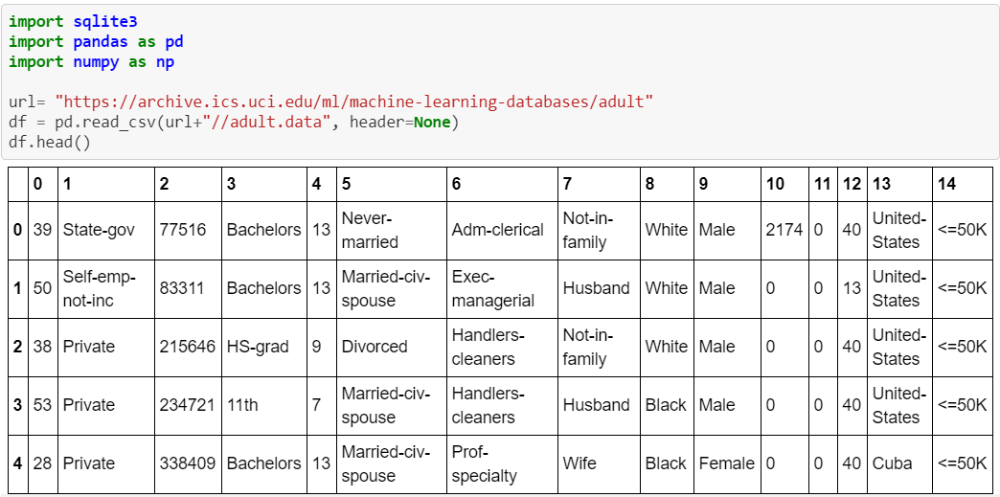 import sqlite3
import pandas as pd
import numpy as np
url= "https://archive.ics.uci.edu/ml/machine-learning-databases/adult"
df = pd.read_csv(url+"//adult.data", header=None)
df.head()
0 1 2 3 4 5 6 7 8 9 10 11 12 13 14
0 39 State-gov 77516 Bachelors 13 Never-married Adm-clerical Not-in-family White Male 2174 0 40 United-States <=50K
1 50 Self-emp-not-inc 83311 Bachelors 13 Married-civ-spouse Exec-managerial Husband White Male 0 0 13 United-States <=50K
2 38 Private 215646 HS-grad 9 Divorced Handlers-cleaners Not-in-family White Male 0 0 40 United-States <=50K
3 53 Private 234721 11th 7 Married-civ-spouse Handlers-cleaners Husband Black Male 0 0 40 United-States <=50K
4 28 Private 338409 Bachelors 13 Married-civ-spouse Prof-specialty Wife Black Female 0 0 40 Cuba <=50K